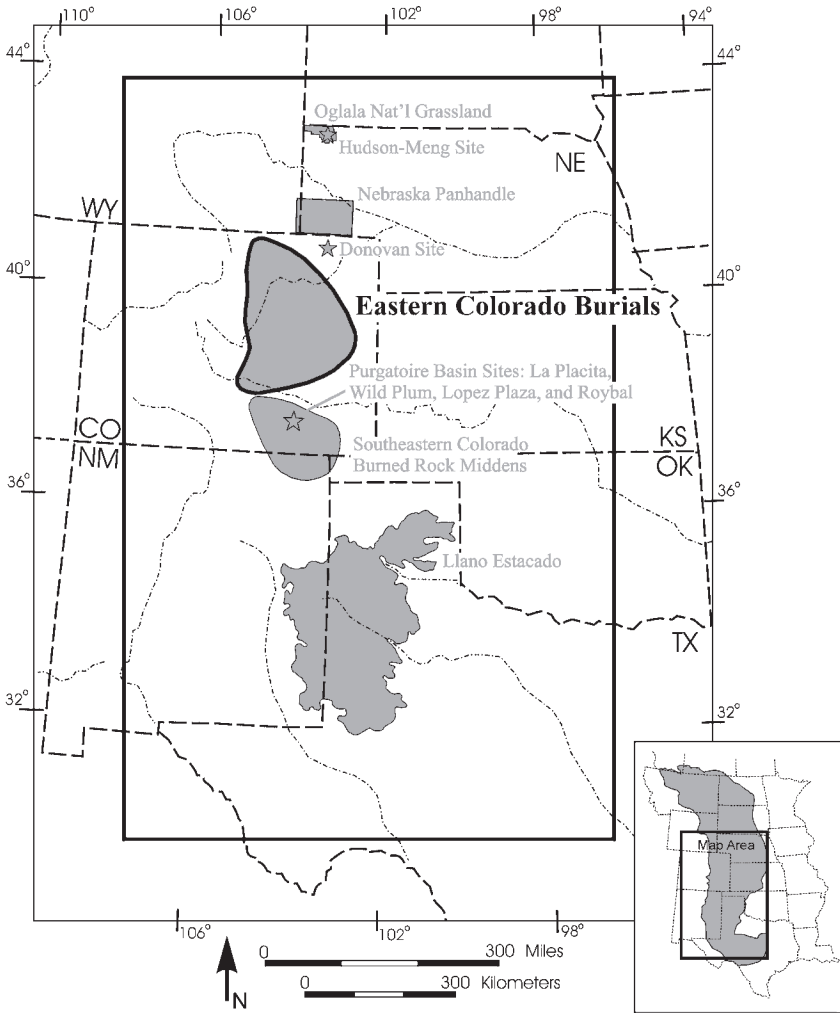 110° 106° 102° 98° 94°
44° 44°
Oglala Nat'l Grassland
Hudson-Meng Site
NE
Nebraska Panhandle
WY
Donovan Site
40° 40°
Eastern Colorado Burials
Purgatoire Basin Sites: La Placita,
Wild Plum, Lopez Plaza, and Roybal
CO KS
NM OK
Southeastern Colorado
Burned Rock Middens
36° 36°
Llano Estacado
TX
32° 32°
Map Area
106° 102° 98°
0 300 Miles
0 300 Kilometers
N